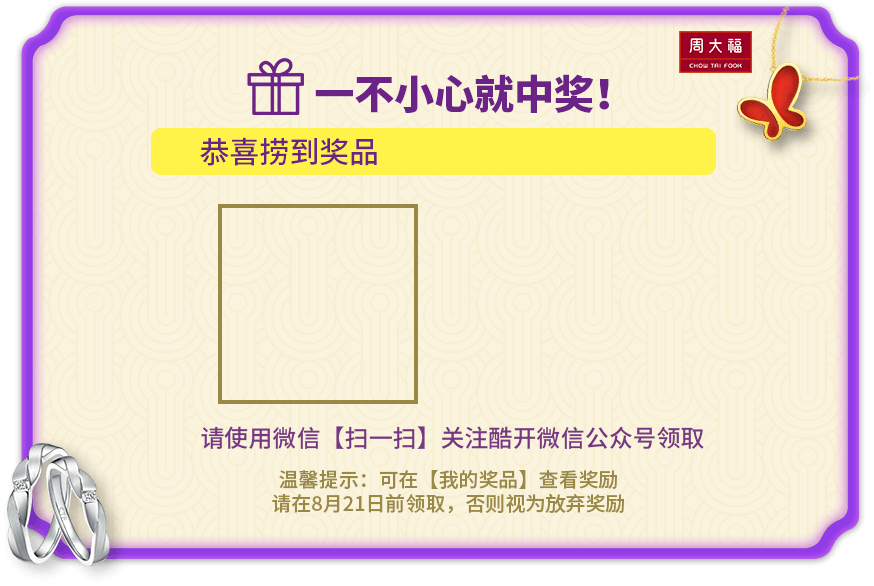 周大福
CHOW TAI FOOK
一不小心就中奖！
恭喜捞到奖品
请使用微信【扫一扫】关注酷开微信公众号领取
温馨提示：可在【我的奖品】查看奖励
请在8月21日前领取，否则视为放弃奖励